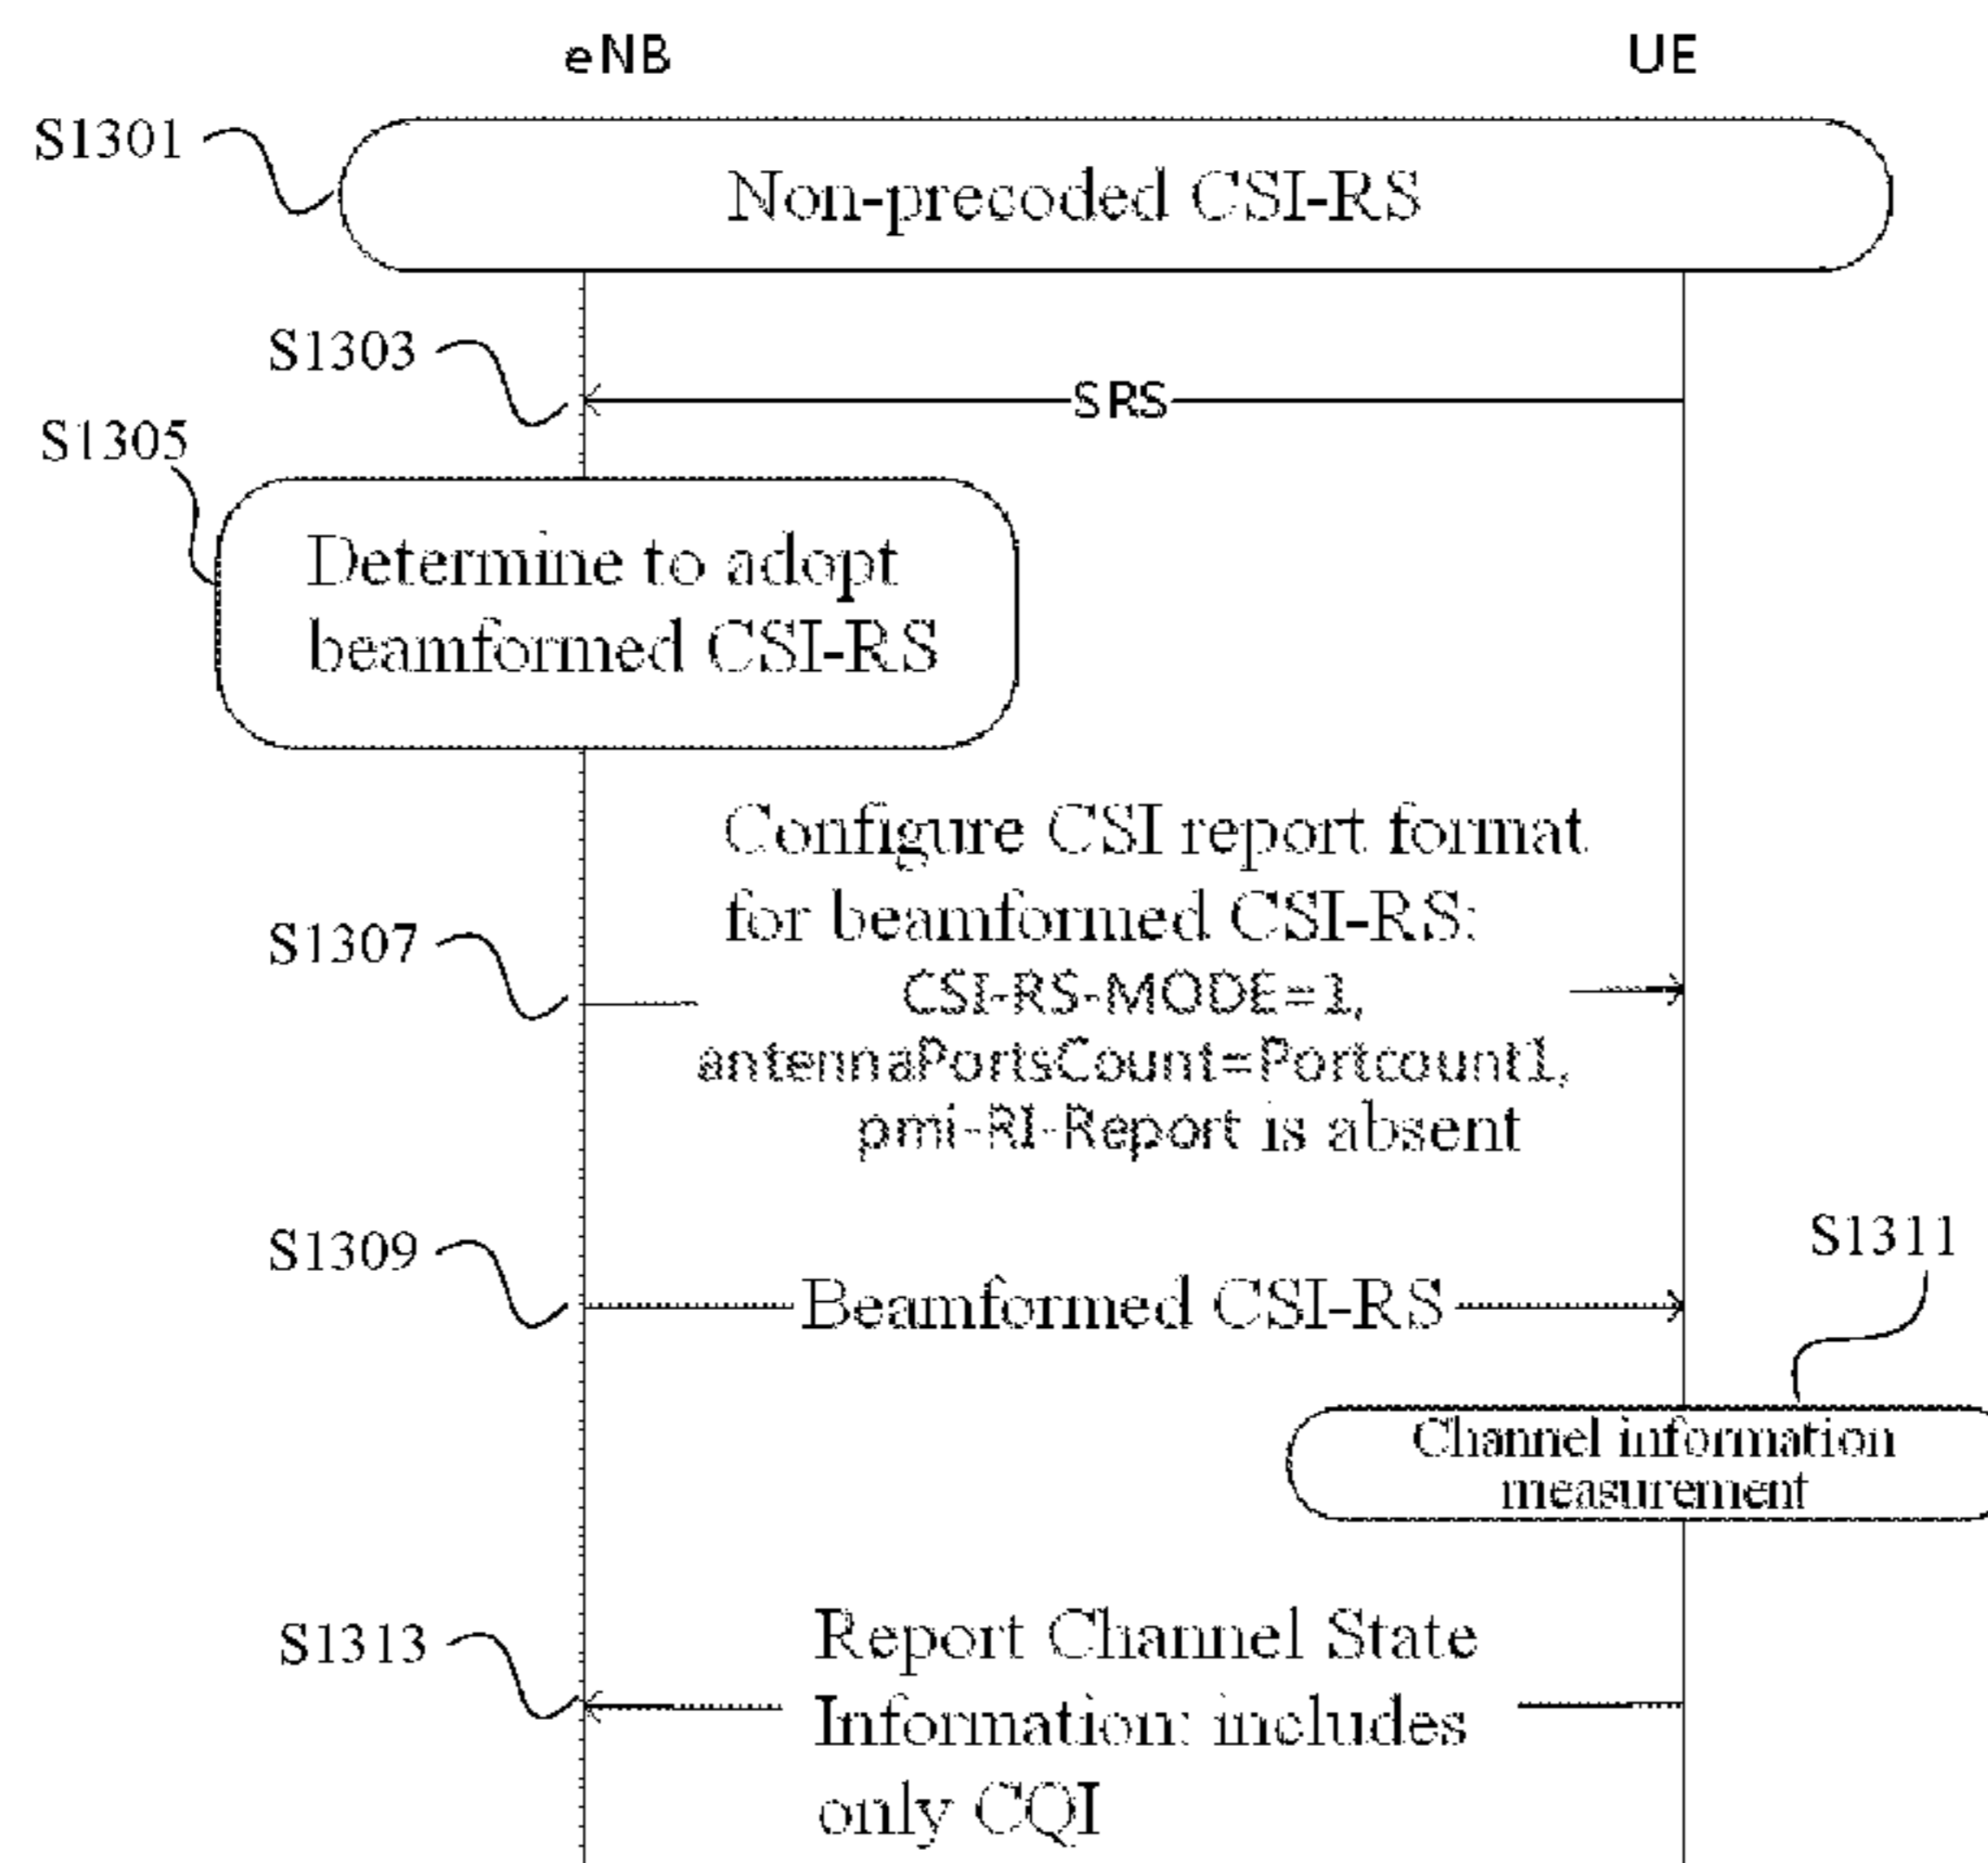 eNB
UE
S1301
Non-precoded CSI-RS
S1303
SRS
S1305
Determine to adopt
beamformed CSI-RS
Configure CSI report format
for beamformed CSI-RS:
S1307
CSI-RS-MODE=1,
antennaPortsCount=Portcount1,
pmi-RI-Report is absent
S1309
S1311
Beamformed CSI-RS
Channel information
measurement
S1313
Report Channel State
Information: includes
only CQI